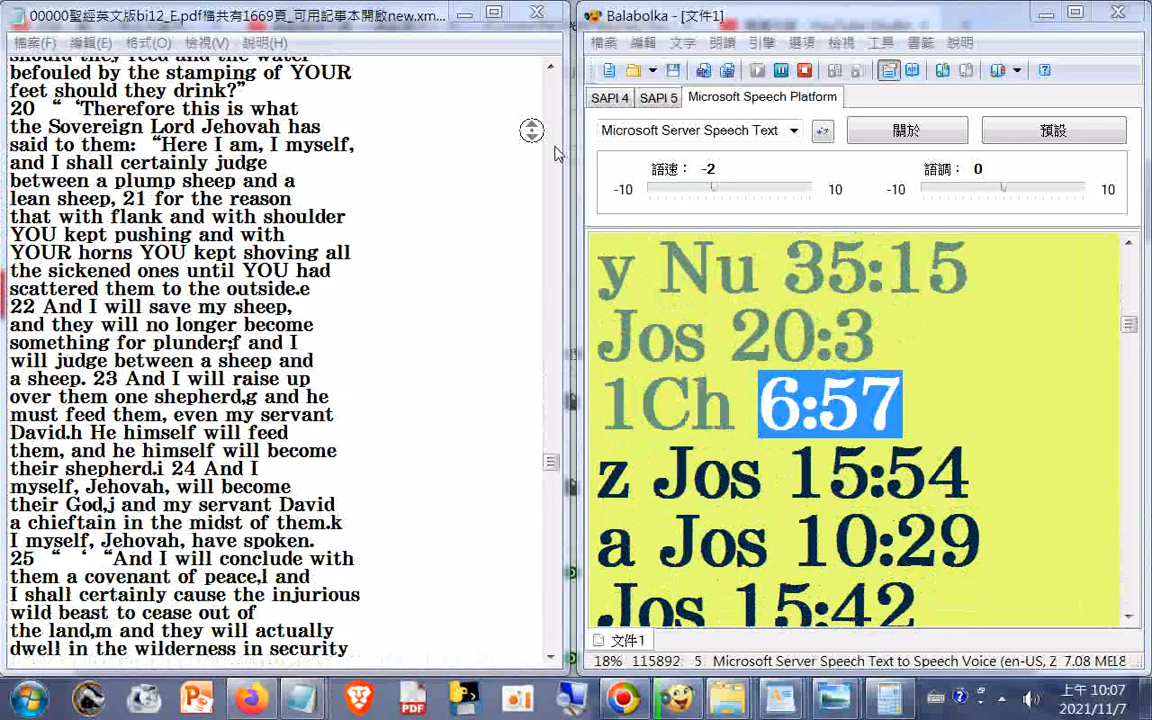 00000聖經英文版bi12_E.pdf檔共有1669頁_可用記事本開啟new.xm...
檔案(F) 編輯(E) 格式(O) 檢視(V) 說明(H)
should they feed and the water
befouled by the stamping of YOUR
feet should they drink?”
20 “ ‘Therefore this is what
the Sovereign Lord Jehovah has
said to them: “Here I am, I myself,
and I shall certainly judge
between a plump sheep and a
lean sheep, 21 for the reason
that with flank and with shoulder
YOU kept pushing and with
YOUR horns YOU kept shoving all
the sickened ones until YOU had
scattered them to the outside.e
22 And I will save my sheep,
and they will no longer become
something for plunder;f and I
will judge between a sheep and
a sheep. 23 And I will raise up
over them one shepherd,g and he
must feed them, even my servant
David.h He himself will feed
them, and he himself will become
their shepherd.i 24 And I
myself, Jehovah, will become
their God,j and my servant David
a chieftain in the midst of them.k
I myself, Jehovah, have spoken.
25 “ ‘ “And I will conclude with
them a covenant of peace,l and
I shall certainly cause the injurious
wild beast to cease out of
the land,m and they will actually
dwell in the wilderness in security
Balabolka - [文件1]
檔案 編輯 文字 朗讀 引擎 選項 檢視 工具 書籤 說明
SAPI 4 SAPI 5 Microsoft Speech Platform
Microsoft Server Speech Text 關於 預設
語速: -2 語調: 0
-10 10 -10 10
y Nu 35:15
Jos 20:3
1Ch 6:57
z Jos 15:54
a Jos 10:29
Jos 15:42
文件1
18% 115892: 5 Microsoft Server Speech Text to Speech Voice (en-US, Z 7.08 MB
PDF
上午 10:07
2021/11/7